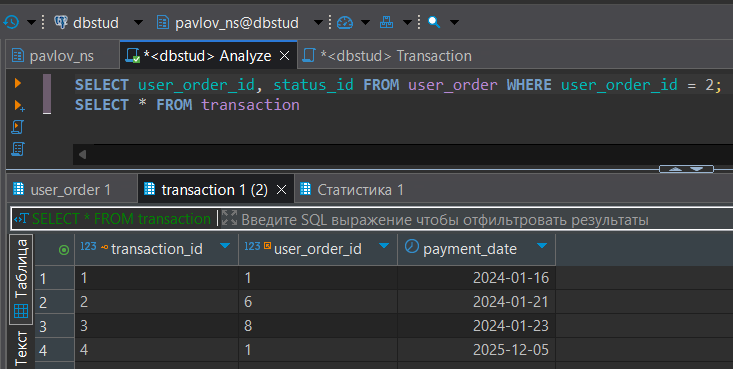 dbstud pavlov_ns@dbstud
pavlov_ns *<dbstud> Analyze *<dbstud> Transaction
SELECT user_order_id, status_id FROM user_order WHERE user_order_id = 2;
SELECT * FROM transaction
user_order 1 transaction 1 (2) Статистика 1
SELECT * FROM transaction Введите SQL выражение чтобы отфильтровать результаты
Таблица
Текст
123 transaction_id 123 user_order_id payment_date
1 1 1 2024-01-16
2 2 6 2024-01-21
3 3 8 2024-01-23
4 4 1 2025-12-05